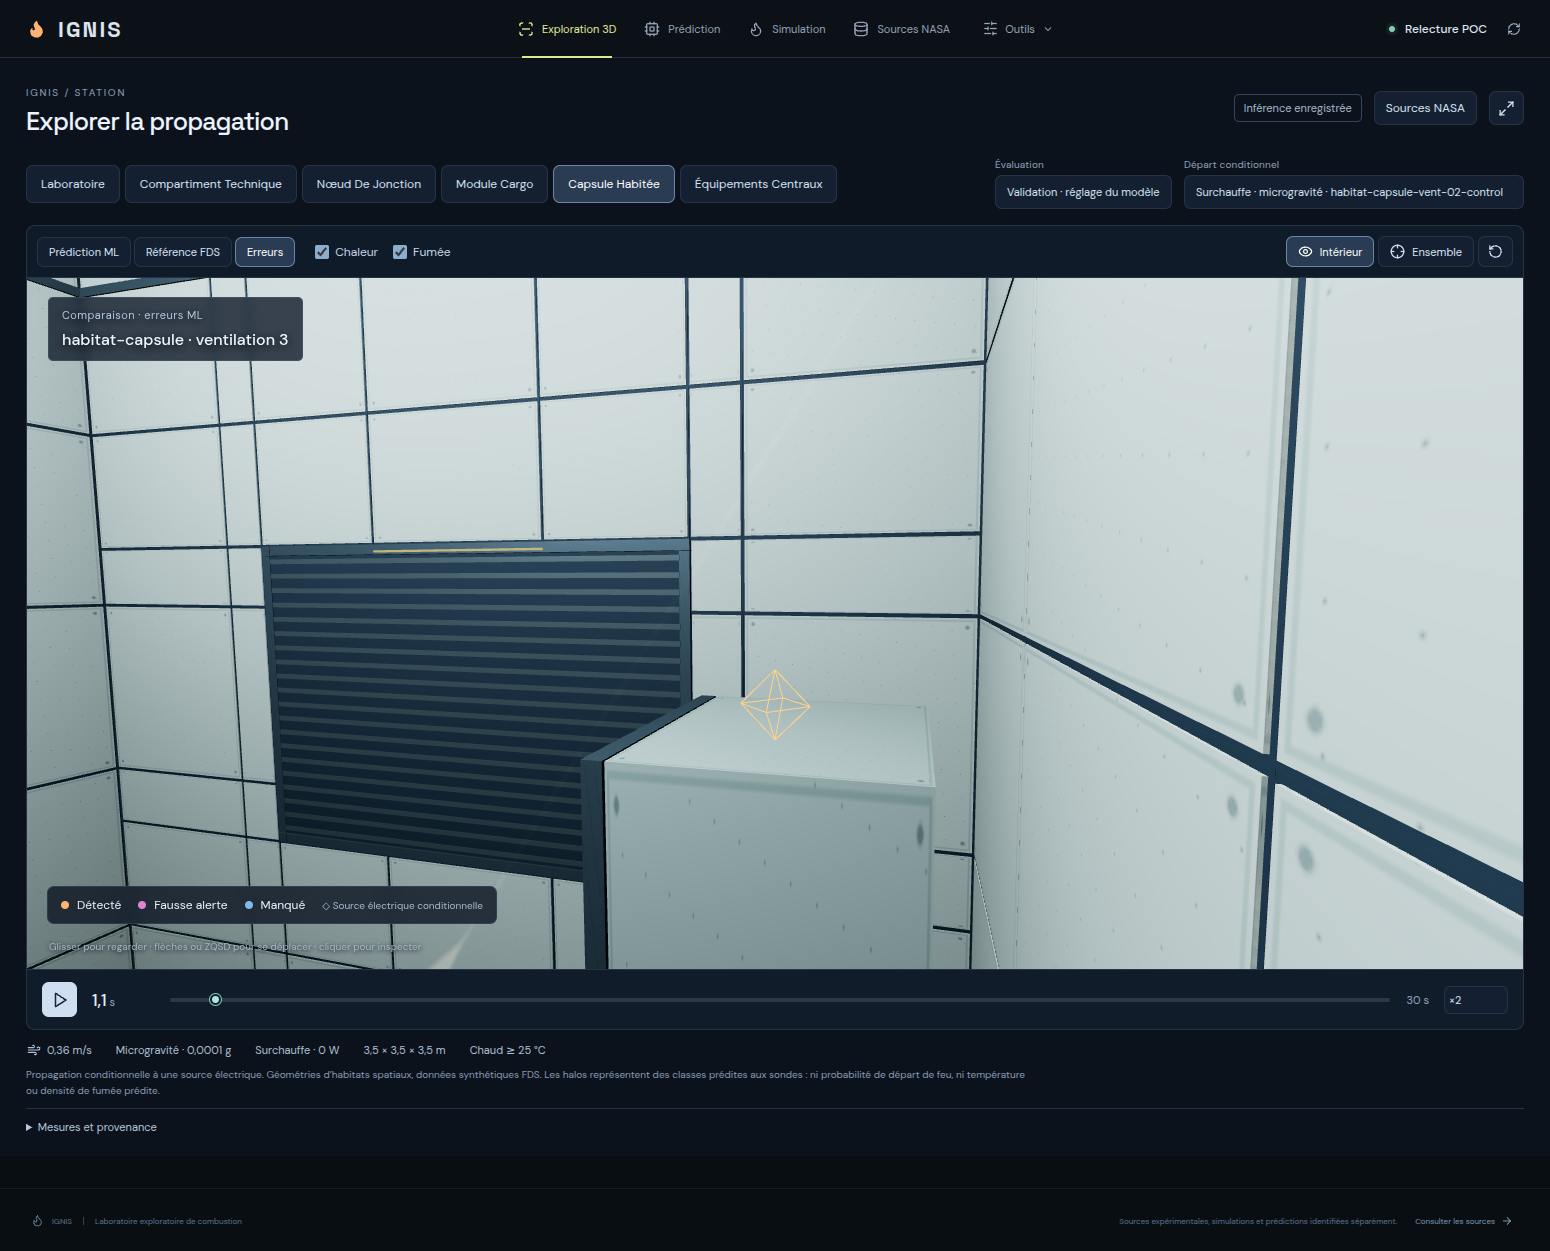 IGNIS
Exploration 3D
Prédiction
Simulation
Sources NASA
Outils
Relecture POC
IGNIS / STATION
Explorer la propagation
Inférence enregistrée
Sources NASA
Laboratoire
Compartiment Technique
Nœud De Jonction
Module Cargo
Capsule Habitée
Équipements Centraux
Évaluation
Validation · réglage du modèle
Départ conditionnel
Surchauffe · microgravité · habitat-capsule-vent-02-control
Prédiction ML
Référence FDS
Erreurs
Chaleur
Fumée
Intérieur
Ensemble
Comparaison · erreurs ML
habitat-capsule · ventilation 3
Détecté
Fausse alerte
Manqué
◇ Source électrique conditionnelle
Glisser pour regarder · flèches ou ZQSD pour se déplacer · cliquer pour inspecter
1,1 s
30 s
×2
0,36 m/s
Microgravité · 0,0001 g
Surchauffe · 0 W
3,5 × 3,5 × 3,5 m
Chaud ≥ 25 °C
Propagation conditionnelle à une source électrique. Géométries d'habitats spatiaux, données synthétiques FDS. Les halos représentent des classes prédites aux sondes : ni probabilité de départ de feu, ni température
ou densité de fumée prédite.
Mesures et provenance
IGNIS | Laboratoire exploratoire de combustion
Sources expérimentales, simulations et prédictions identifiées séparément.
Consulter les sources